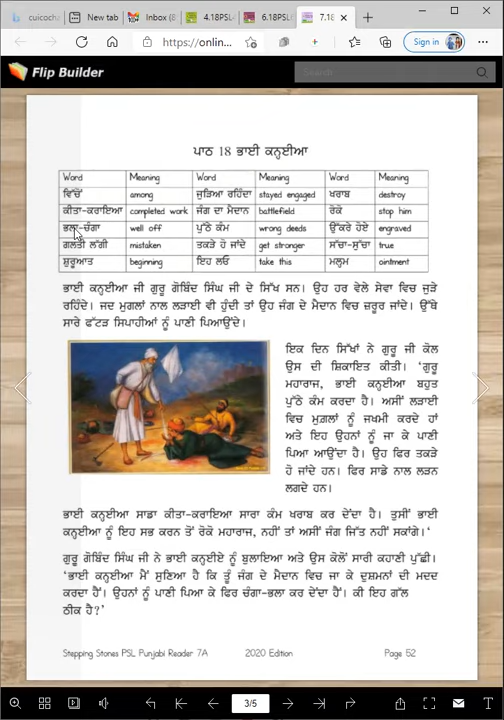 cuicocha
New tab
Inbox (8
4.18PSL
6.18PSL
7.18
https://onlin...
Sign in
Flip Builder
Search
ਪਾਠ 18 ਭਾਈ ਕਨ੍ਹਈਆ
Word Meaning Word Meaning Word Meaning
ਵਿੱਚੋਂ among ਜੁੜਿਆ ਰਹਿੰਦਾ stayed engaged ਖਰਾਬ destroy
ਕੀਤਾ-ਕਰਾਇਆ completed work ਜੰਗ ਦਾ ਮੈਦਾਨ battlefield ਰੋਕੋ stop him
ਭਲਾ-ਚੰਗਾ well off ਪੁੱਠੇ ਕੰਮ wrong deeds ਉੱਕਰੇ ਹੋਏ engraved
ਗਲਤੀ ਲੱਗੀ mistaken ਤਕੜੇ ਹੋ ਜਾਂਦੇ get stronger ਸੱਚਾ-ਸੁੱਚਾ true
ਸ਼ੁਰੂਆਤ beginning ਇਹ ਲਓ take this ਮਲ੍ਹਮ ointment
ਭਾਈ ਕਨ੍ਹਈਆ ਜੀ ਗੁਰੂ ਗੋਬਿੰਦ ਸਿੰਘ ਜੀ ਦੇ ਸਿੱਖ ਸਨ। ਉਹ ਹਰ ਵੇਲੇ ਸੇਵਾ ਵਿਚ ਜੁੜੇ
ਰਹਿੰਦੇ। ਜਦ ਮੁਗਲਾਂ ਨਾਲ ਲੜਾਈ ਵੀ ਹੁੰਦੀ ਤਾਂ ਉਹ ਜੰਗ ਦੇ ਮੈਦਾਨ ਵਿਚ ਜ਼ਰੂਰ ਜਾਂਦੇ। ਉੱਥੇ
ਸਾਰੇ ਫੱਟੜ ਸਿਪਾਹੀਆਂ ਨੂੰ ਪਾਣੀ ਪਿਆਉਂਦੇ।
ਇਕ ਦਿਨ ਸਿੱਖਾਂ ਨੇ ਗੁਰੂ ਜੀ ਕੋਲ
ਉਸ ਦੀ ਸ਼ਿਕਾਇਤ ਕੀਤੀ। 'ਗੁਰੂ
ਮਹਾਰਾਜ, ਭਾਈ ਕਨ੍ਹਈਆ ਬਹੁਤ
ਪੁੱਠੇ ਕੰਮ ਕਰਦਾ ਹੈ। ਅਸੀਂ ਲੜਾਈ
ਵਿਚ ਮੁਗ਼ਲਾਂ ਨੂੰ ਜਖਮੀ ਕਰਦੇ ਹਾਂ
ਅਤੇ ਇਹ ਉਹਨਾਂ ਨੂੰ ਜਾ ਕੇ ਪਾਣੀ
ਪਿਆ ਆਉਂਦਾ ਹੈ। ਉਹ ਫਿਰ ਤਕੜੇ
ਹੋ ਜਾਂਦੇ ਹਨ। ਫਿਰ ਸਾਡੇ ਨਾਲ ਲੜਨ
ਲਗਦੇ ਹਨ।
ਭਾਈ ਕਨ੍ਹਈਆ ਸਾਡਾ ਕੀਤਾ-ਕਰਾਇਆ ਸਾਰਾ ਕੰਮ ਖਰਾਬ ਕਰ ਦੇਂਦਾ ਹੈ। ਤੁਸੀਂ ਭਾਈ
ਕਨ੍ਹਈਆ ਨੂੰ ਇਹ ਸਭ ਕਰਨ ਤੋਂ ਰੋਕੋ ਮਹਾਰਾਜ, ਨਹੀਂ ਤਾਂ ਅਸੀਂ ਜੰਗ ਜਿੱਤ ਨਹੀਂ ਸਕਾਂਗੇ।'
ਗੁਰੂ ਗੋਬਿੰਦ ਸਿੰਘ ਜੀ ਨੇ ਭਾਈ ਕਨ੍ਹਈਏ ਨੂੰ ਬੁਲਾਇਆ ਅਤੇ ਉਸ ਕੋਲੋਂ ਸਾਰੀ ਕਹਾਣੀ ਪੁੱਛੀ।
'ਭਾਈ ਕਨ੍ਹਈਆ ਮੈਂ ਸੁਣਿਆ ਹੈ ਕਿ ਤੂੰ ਜੰਗ ਦੇ ਮੈਦਾਨ ਵਿਚ ਜਾ ਕੇ ਦੁਸ਼ਮਨਾਂ ਦੀ ਮਦਦ
ਕਰਦਾ ਹੈਂ। ਉਹਨਾਂ ਨੂੰ ਪਾਣੀ ਪਿਆ ਕੇ ਫਿਰ ਚੰਗਾ-ਭਲਾ ਕਰ ਦੇਂਦਾ ਹੈਂ। ਕੀ ਇਹ ਗੱਲ
ਠੀਕ ਹੈ?'
Stepping Stones PSL Punjabi Reader 7A 2020 Edition Page 52
3/5